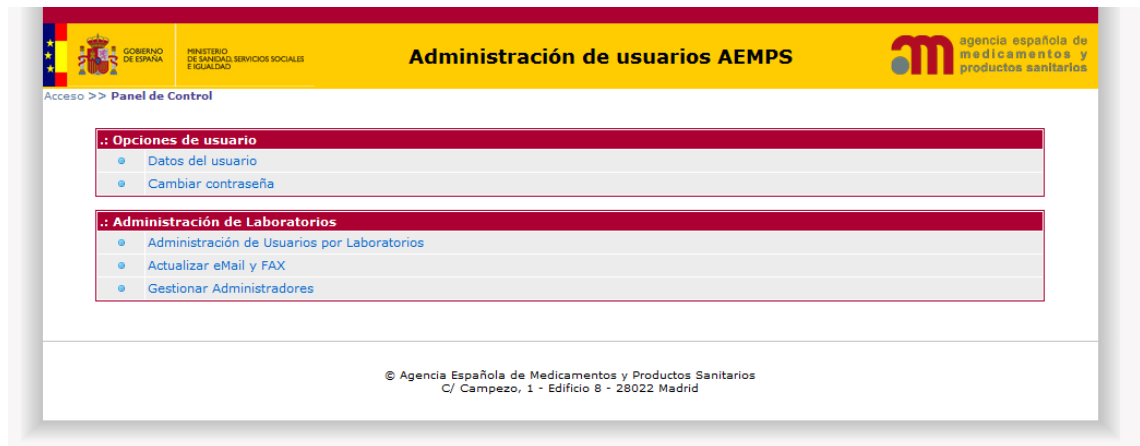 GOBIERNO
DE ESPAÑA
MINISTERIO
DE SANIDAD, SERVICIOS SOCIALES
E IGUALDAD
Administración de usuarios AEMPS
am
agencia española de
medicamentos y
productos sanitarios
Acceso >> Panel de Control
.: Opciones de usuario
Datos del usuario
Cambiar contraseña
.: Administración de Laboratorios
Administración de Usuarios por Laboratorios
Actualizar eMail y FAX
Gestionar Administradores
© Agencia Española de Medicamentos y Productos Sanitarios
C/ Campezo, 1 - Edificio 8 - 28022 Madrid